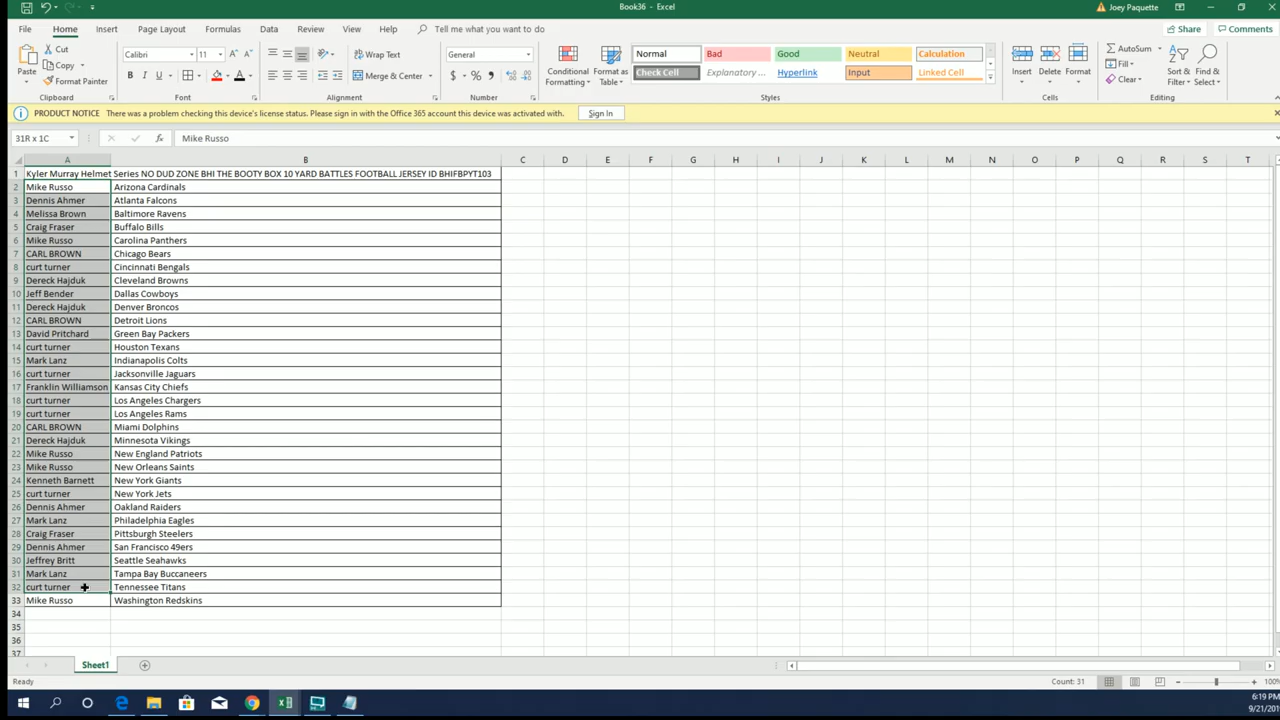 Book36 - Excel
Joey Paquette
File Home Insert Page Layout Formulas Data Review View Help Tell me what you want to do
Share Comments
Paste
Cut
Copy
Format Painter
Calibri 11
B I U
Wrap Text
Merge & Center
General
$ % ,
Conditional Formatting
Format as Table
Normal Bad Good Neutral Calculation
Check Cell Explanatory ... Hyperlink Input Linked Cell
Insert Delete Format
AutoSum
Fill
Clear
Sort & Filter
Find & Select
Clipboard Font Alignment Number Styles Cells Editing
PRODUCT NOTICE There was a problem checking this device's license status. Please sign in with the Office 365 account this device was activated with. Sign In
31R x 1C fx Mike Russo
A B C D E F G H I J K L M N O P Q R S T
1 Kyler Murray Helmet Series NO DUD ZONE BHI THE BOOTY BOX 10 YARD BATTLES FOOTBALL JERSEY ID BHIFBPYT103
2 Mike Russo Arizona Cardinals
3 Dennis Ahmer Atlanta Falcons
4 Melissa Brown Baltimore Ravens
5 Craig Fraser Buffalo Bills
6 Mike Russo Carolina Panthers
7 CARL BROWN Chicago Bears
8 curt turner Cincinnati Bengals
9 Dereck Hajduk Cleveland Browns
10 Jeff Bender Dallas Cowboys
11 Dereck Hajduk Denver Broncos
12 CARL BROWN Detroit Lions
13 David Pritchard Green Bay Packers
14 curt turner Houston Texans
15 Mark Lanz Indianapolis Colts
16 curt turner Jacksonville Jaguars
17 Franklin Williamson Kansas City Chiefs
18 curt turner Los Angeles Chargers
19 curt turner Los Angeles Rams
20 CARL BROWN Miami Dolphins
21 Dereck Hajduk Minnesota Vikings
22 Mike Russo New England Patriots
23 Mike Russo New Orleans Saints
24 Kenneth Barnett New York Giants
25 curt turner New York Jets
26 Dennis Ahmer Oakland Raiders
27 Mark Lanz Philadelphia Eagles
28 Craig Fraser Pittsburgh Steelers
29 Dennis Ahmer San Francisco 49ers
30 Jeffrey Britt Seattle Seahawks
31 Mark Lanz Tampa Bay Buccaneers
32 curt turner Tennessee Titans
33 Mike Russo Washington Redskins
34
35
36
37
Sheet1
Ready Count: 31 100%
6:19 PM
9/21/201